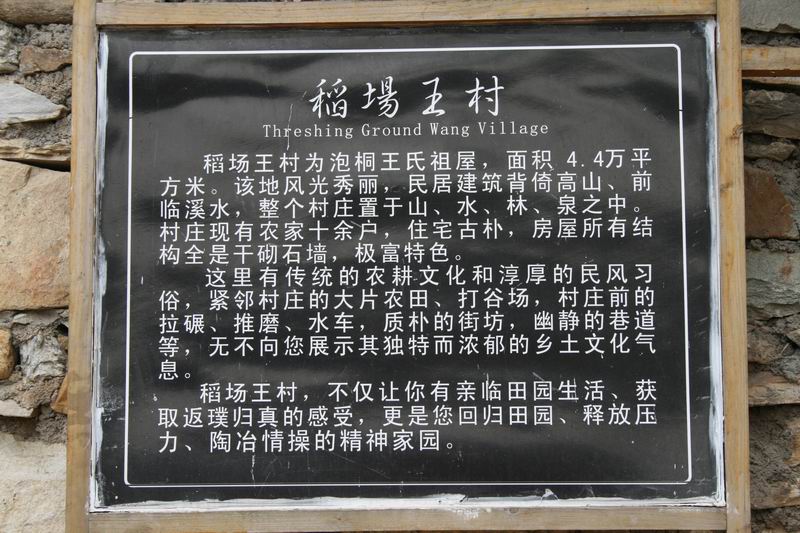 稻場王村
Threshing Ground Wang Village
稻场王村为泡桐王氏祖屋，面积 4.4万平
方米。该地风光秀丽，民居建筑背倚高山、前
临溪水，整个村庄置于山、水、林、泉之中。
村庄现有农家十余户，住宅古朴，房屋所有结
构全是干砌石墙，极富特色。
这里有传统的农耕文化和淳厚的民风习
俗，紧邻村庄的大片农田、打谷场，村庄前的
拉碾、推磨、水车，质朴的街坊，幽静的巷道
等，无不向您展示其独特而浓郁的乡土文化气
息。
稻场王村，不仅让你有亲临田园生活、获
取返璞归真的感受，更是您回归田园、释放压
力、陶冶情操的精神家园。